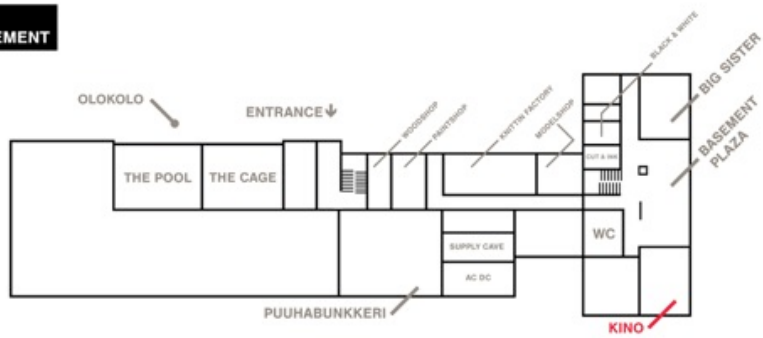 EMENT
OLOKOLO
ENTRANCE
WOODSHOP
PAINTSHOP
KNITTIN FACTORY
MODELSHOP
BLACK & WHITE
BIG SISTER
BASEMENT
PLAZA
THE POOL
THE CAGE
CUT & INK
WC
SUPPLY CAVE
AC DC
PUUHABUNKKERI
KINO